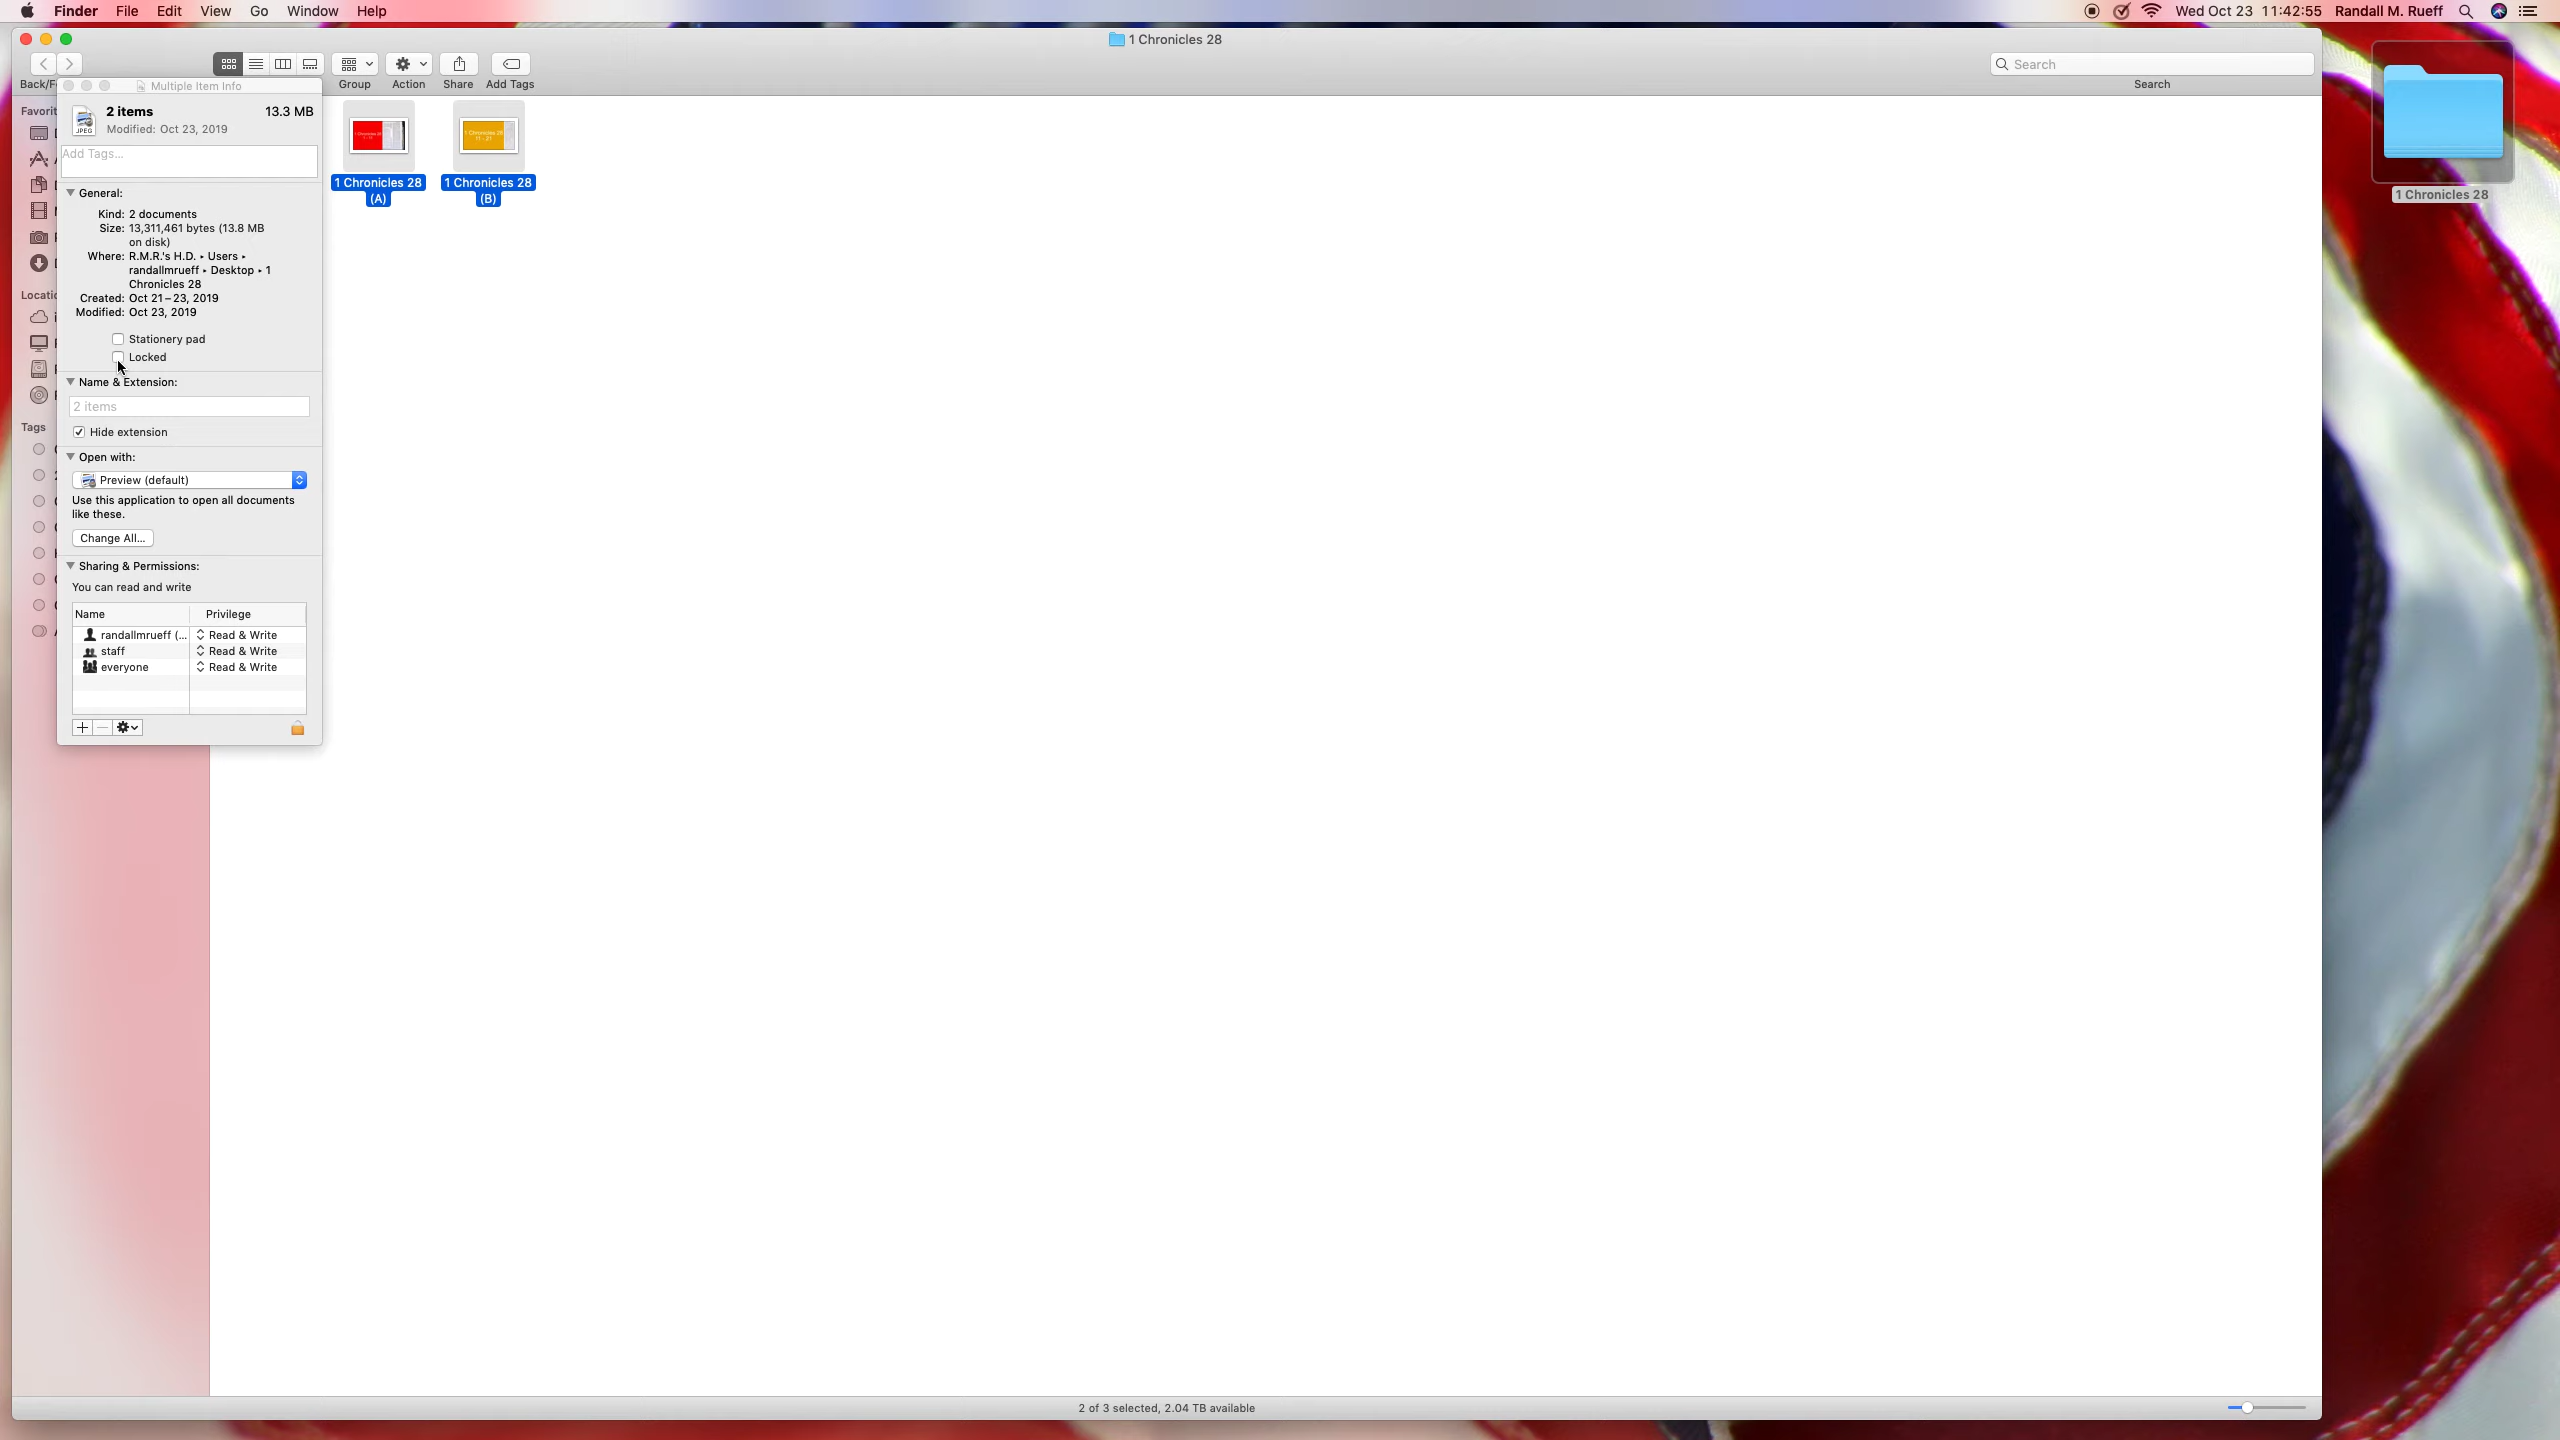 Finder File Edit View Go Window Help
Wed Oct 23 11:42:55 Randall M. Rueff
1 Chronicles 28
Search
Group Action Share Add Tags Search
Multiple Item Info
2 items 13.3 MB
Modified: Oct 23, 2019
JPEG
Add Tags...
General:
Kind: 2 documents
Size: 13,311,461 bytes (13.8 MB
on disk)
Where: R.M.R.'s H.D. ‣ Users ‣
randallmrueff ‣ Desktop ‣ 1
Chronicles 28
Created: Oct 21 – 23, 2019
Modified: Oct 23, 2019
Stationery pad
Locked
Name & Extension:
2 items
Hide extension
Open with:
Preview (default)
Use this application to open all documents
like these.
Change All...
Sharing & Permissions:
You can read and write
Name Privilege
randallmrueff (... Read & Write
staff Read & Write
everyone Read & Write
Tags
1 Chronicles 28
(A)
1 Chronicles 28
11 - 21
1 Chronicles 28
(B)
1 Chronicles 28
2 of 3 selected, 2.04 TB available